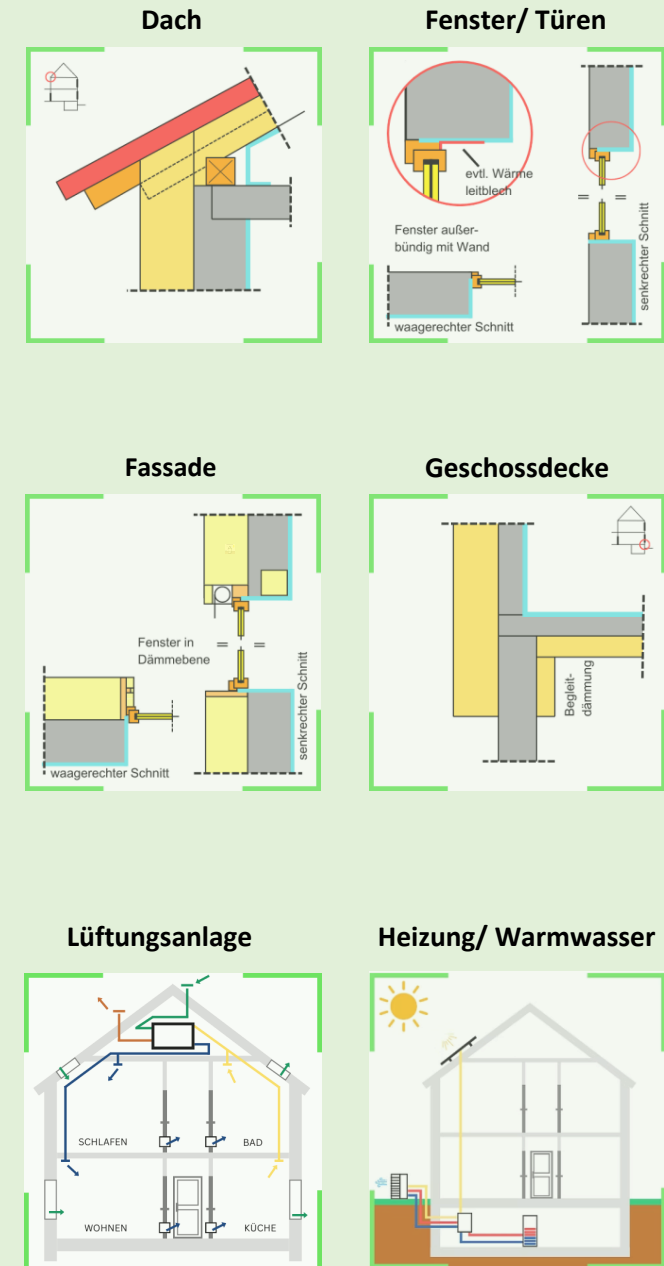 Dach
Fenster/ Türen
evtl. Wärme
leitblech
Fenster außer-
bündig mit Wand
waagerechter Schnitt
senkrechter Schnitt
Fassade
Geschossdecke
Fenster in
Dämmebene
waagerechter Schnitt
senkrechter Schnitt
Begleit-
dämmung
Lüftungsanlage
Heizung/ Warmwasser
SCHLAFEN
BAD
WOHNEN
KÜCHE